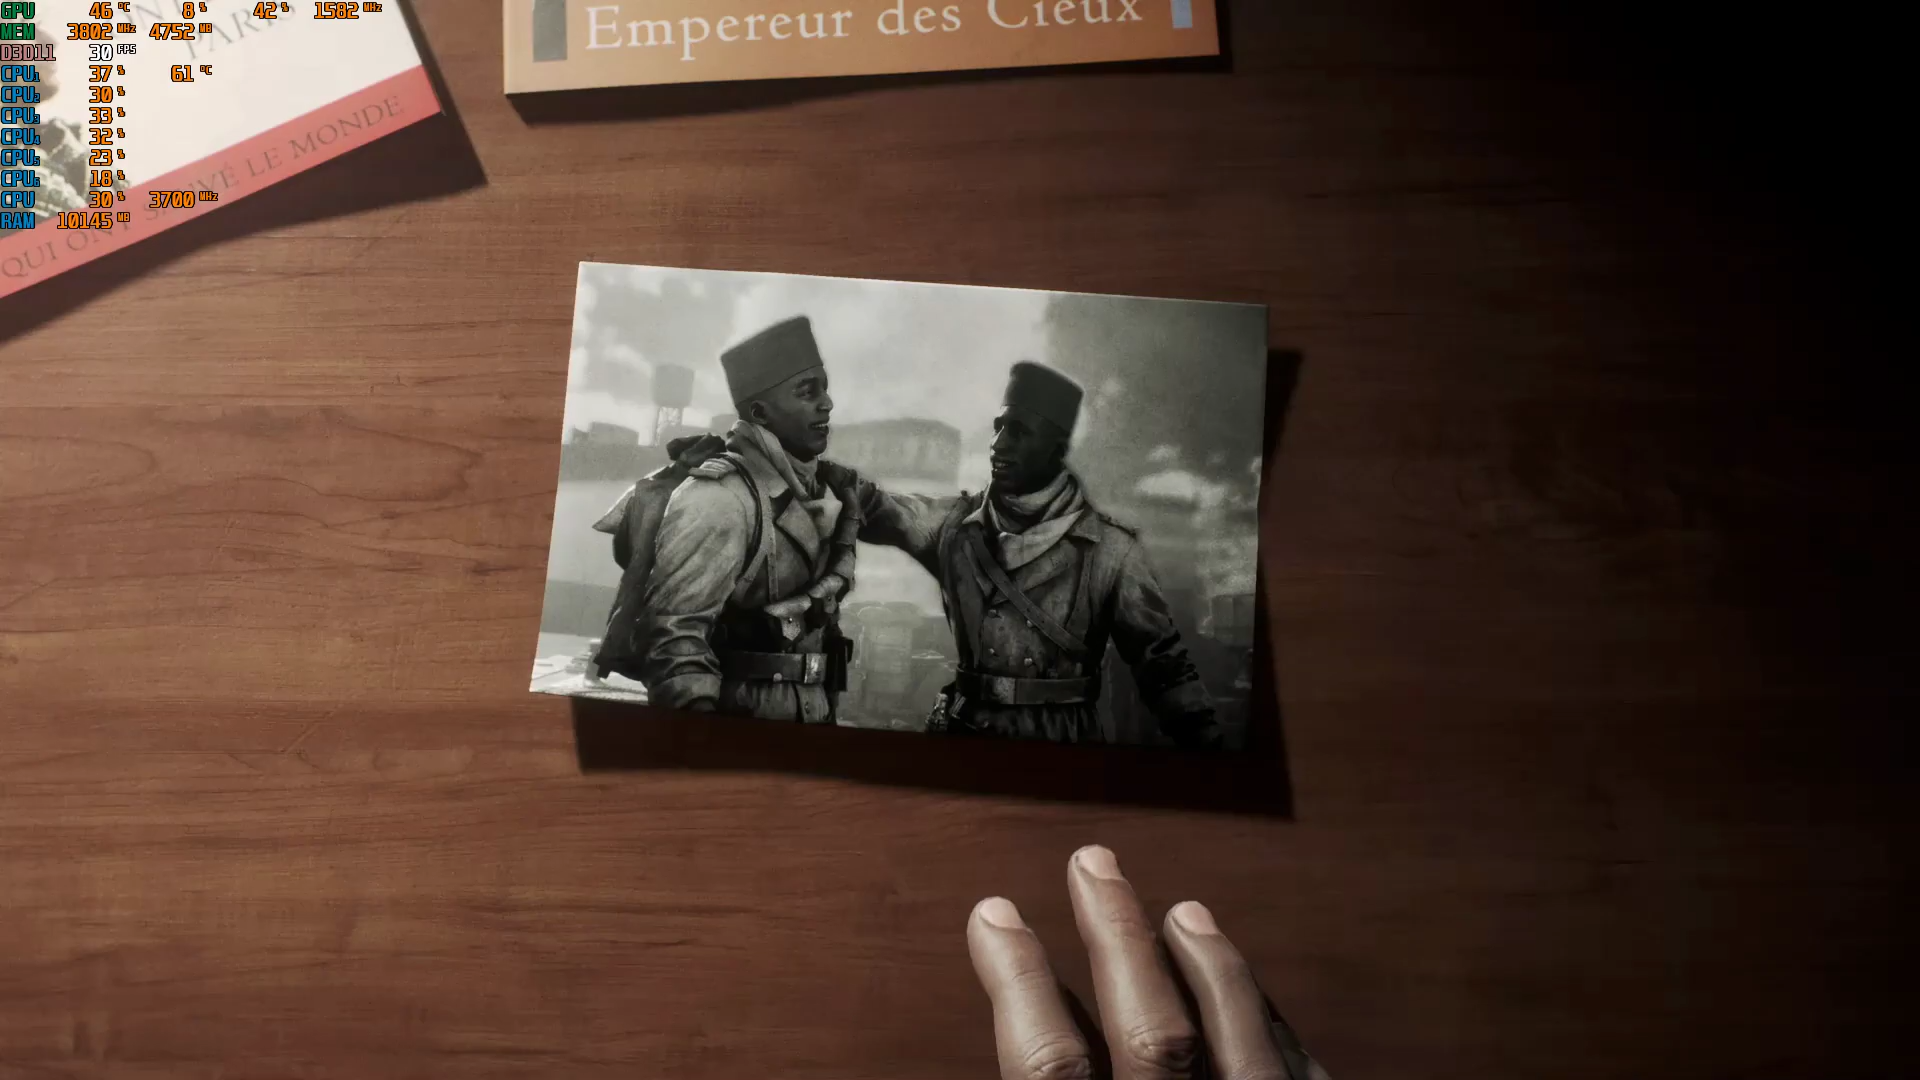 GPU 46 °C 8 % 42 % 1582 MHz
MEM 3802 MHz 4752 MB
D3D11 30 FPS
CPU1 37 % 61 °C
CPU2 30 %
CPU3 33 %
CPU4 32 %
CPU5 23 %
CPU6 18 %
CPU 30 % 3700 MHz
RAM 10145 MB
PARIS
QUI ONT SAUVÉ LE MONDE
Empereur des Cieux